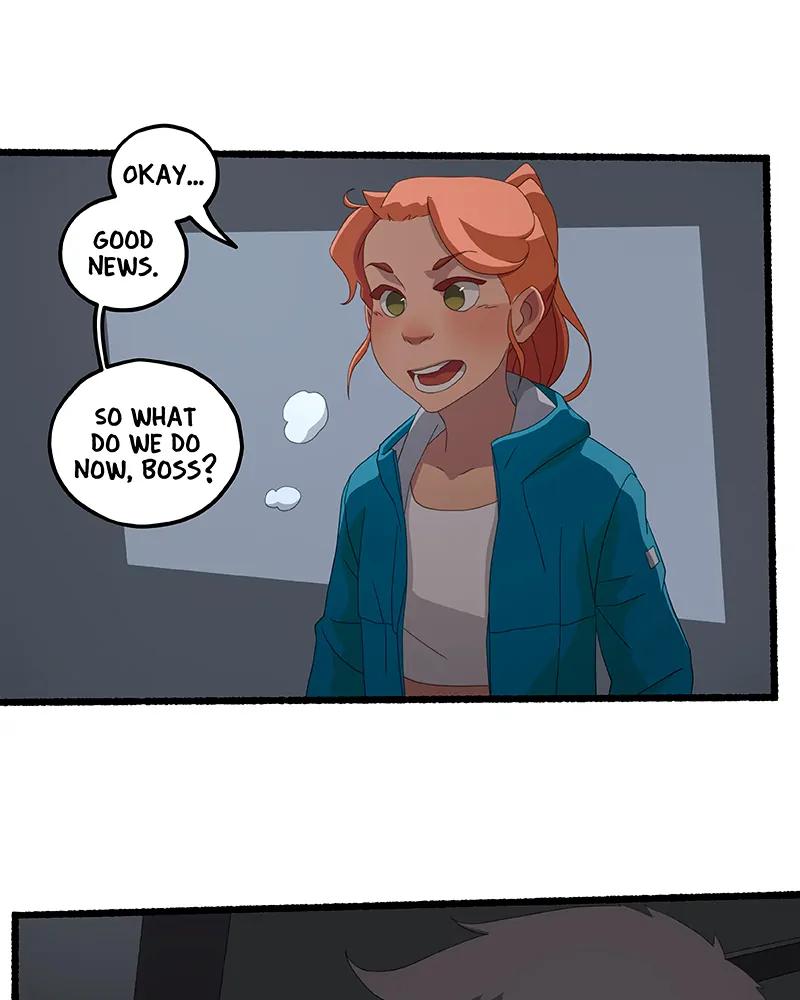 OKAY...
GOOD
NEWS.
SO WHAT
DO WE DO
NOW, BOSS?